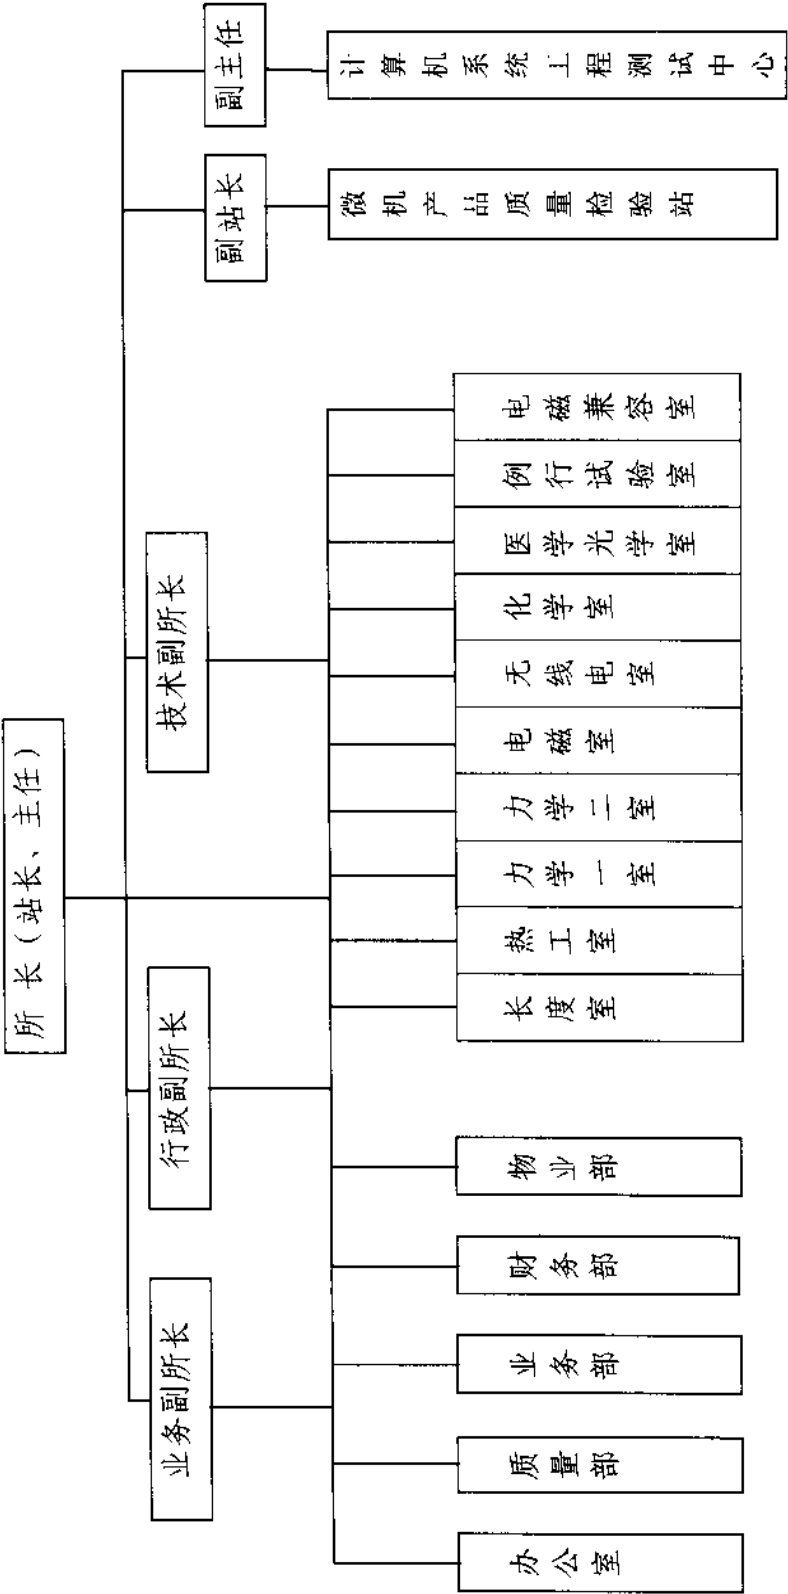 所长(站长、主任)
业务副所长
行政副所长
技术副所长
副站长
副主任
办公室
质量部
业务部
财务部
物业部
长度室
热工室
力学一室
力学二室
电磁室
无线电室
化学室
医学光学室
例行试验室
电磁兼容室
微机产品质量检验站
计算机系统工程测试中心